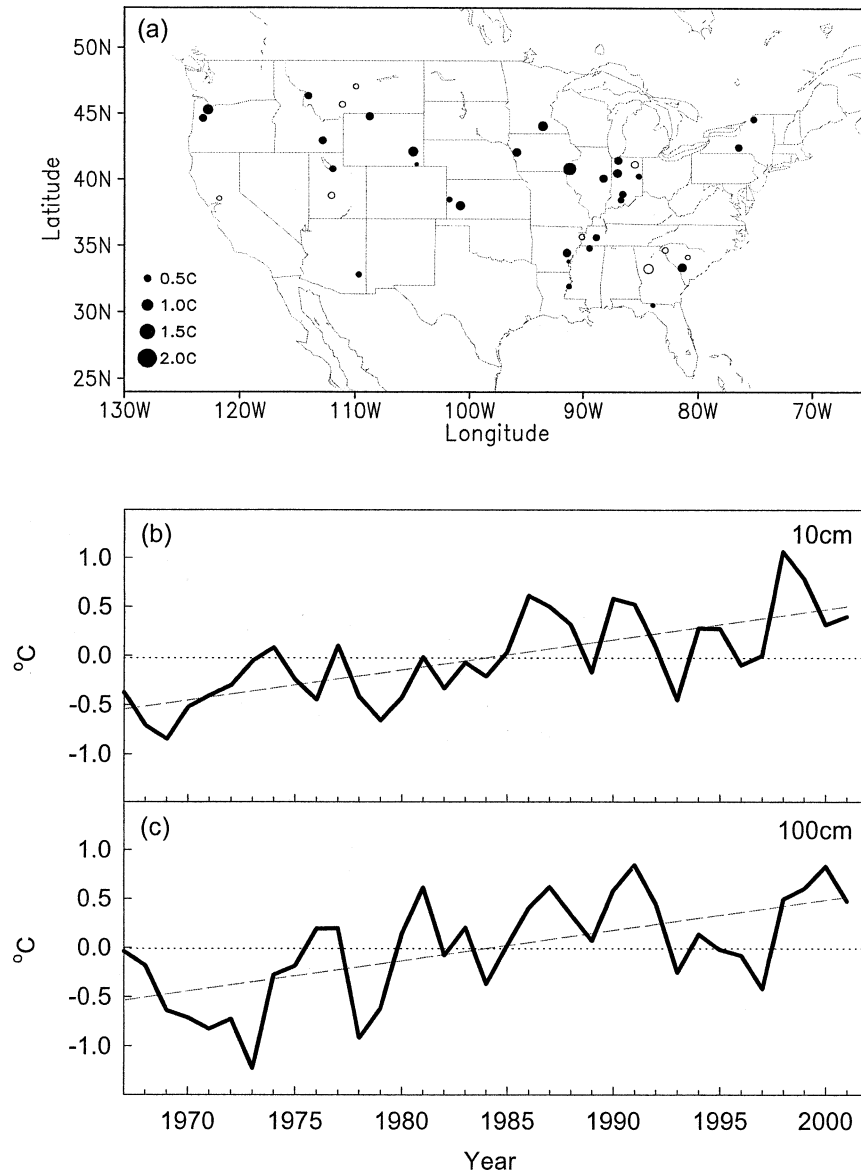 (a)
50N
45N
40N
35N
30N
25N
Latitude
0.5C
1.0C
1.5C
2.0C
130W 120W 110W 100W 90W 80W 70W
Longitude
(b) 10cm
1.0
0.5
0.0
-0.5
-1.0
ºC
(c) 100cm
1.0
0.5
0.0
-0.5
-1.0
ºC
1970 1975 1980 1985 1990 1995 2000
Year